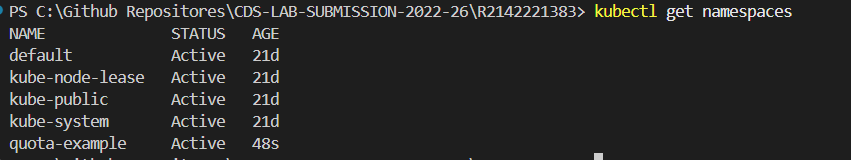 PS C:\Github Repositores\CDS-LAB-SUBMISSION-2022-26\R2142221383> kubectl get namespaces
NAME STATUS AGE
default Active 21d
kube-node-lease Active 21d
kube-public Active 21d
kube-system Active 21d
quota-example Active 48s